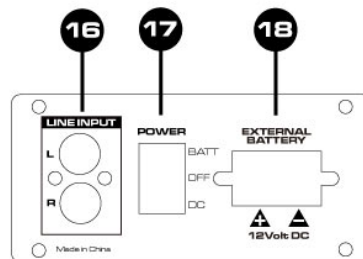 16 17 18
LINE INPUT
POWER
EXTERNAL
BATTERY
L
BATT
OFF
R
DC
+ -
12Volt DC
Made in China